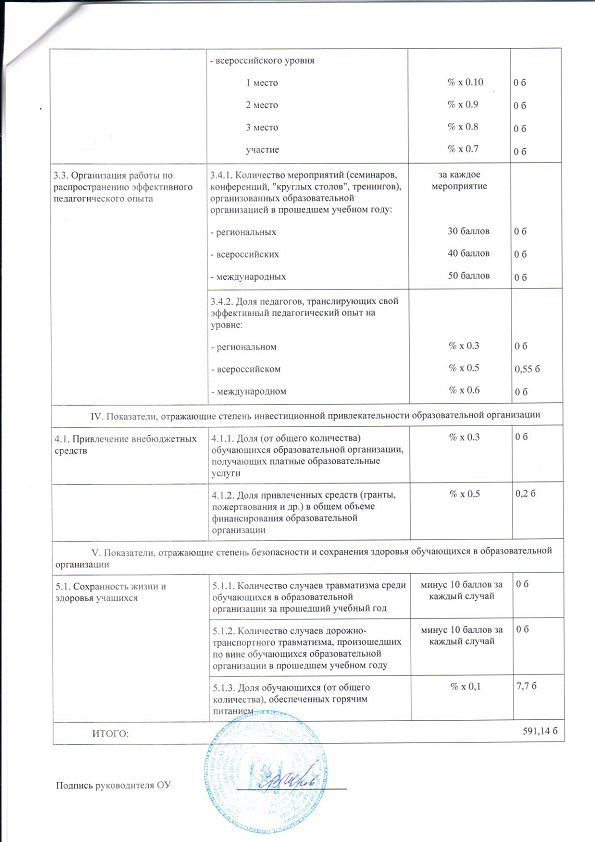 - всероссийского уровня
1 место % x 0.10 0 б
2 место % x 0.9 0 б
3 место % x 0.8 0 б
участие % x 0.7 0 б
3.3. Организация работы по распространению эффективного педагогического опыта
3.4.1. Количество мероприятий (семинаров,
конференций, "круглых столов", тренингов),
организованных образовательной
организацией в прошедшем учебном году:
за каждое
мероприятие
- региональных 30 баллов 0 б
- всероссийских 40 баллов 0 б
- международных 50 баллов 0 б
3.4.2. Доля педагогов, транслирующих свой
эффективный педагогический опыт на
уровне:
- региональном % x 0.3 0 б
- всероссийском % x 0.5 0,55 б
- международном % x 0.6 0 б
IV. Показатели, отражающие степень инвестиционной привлекательности образовательной организации
4.1. Привлечение внебюджетных
средств
4.1.1. Доля (от общего количества)
обучающихся образовательной организации,
получающих платные образовательные
услуги
% x 0.3 0 б
4.1.2. Доля привлеченных средств (гранты,
пожертвования и др.) в общем объеме
финансирования образовательной
организации
% x 0.5 0,2 б
V. Показатели, отражающие степень безопасности и сохранения здоровья обучающихся в образовательной
организации
5.1. Сохранность жизни и
здоровья учащихся
5.1.1. Количество случаев травматизма среди
обучающихся в образовательной
организации за прошедший учебный год
минус 10 баллов за
каждый случай
0 б
5.1.2. Количество случаев дорожно-
транспортного травматизма, произошедших
по вине обучающихся образовательной
организации в прошедшем учебном году
минус 10 баллов за
каждый случай
0 б
5.1.3. Доля обучающихся (от общего
количества), обеспеченных горячим
питанием
% x 0,1 7,7 б
ИТОГО: 591,14 б
Подпись руководителя ОУ